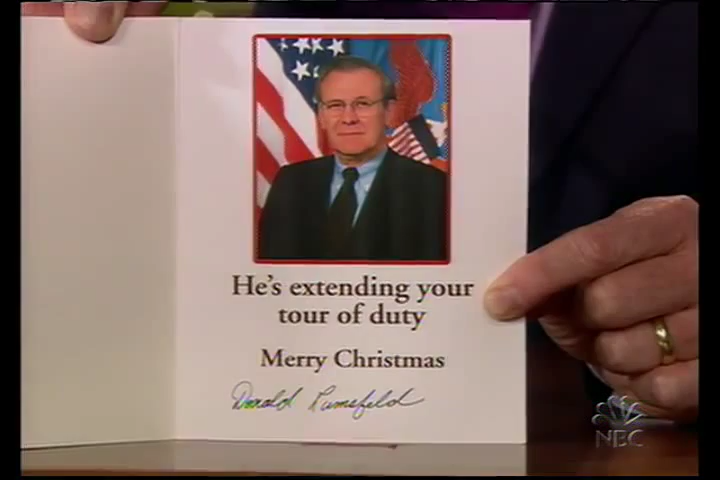 He's extending your
tour of duty
Merry Christmas
Donald Rumsfeld
NBC